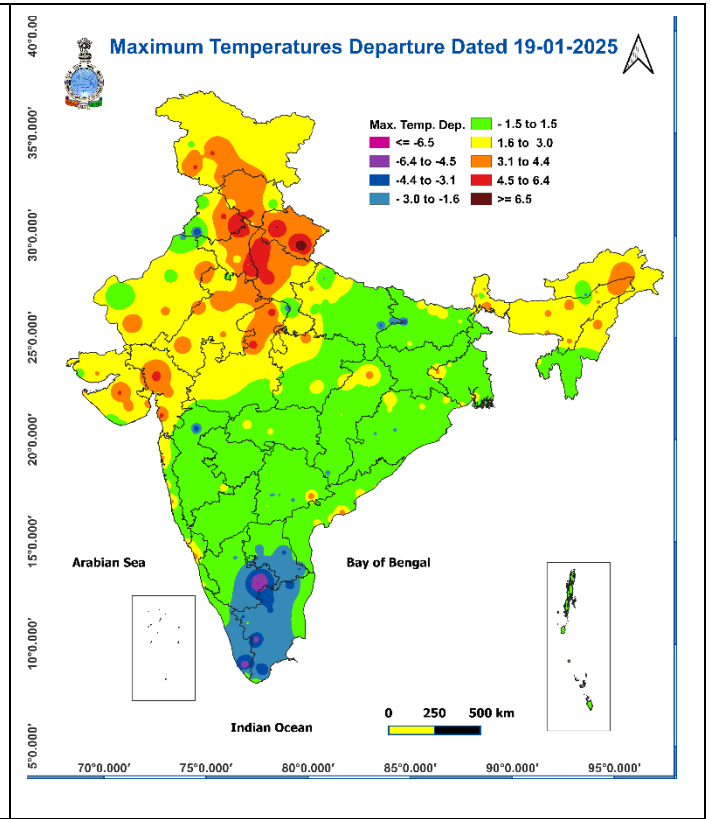 Maximum Temperatures Departure Dated 19-01-2025
Max. Temp. Dep.
<= -6.5
-6.4 to -4.5
-4.4 to -3.1
- 3.0 to -1.6
- 1.5 to 1.5
1.6 to 3.0
3.1 to 4.4
4.5 to 6.4
>= 6.5
40°0.00
35°0.000'
30°0.000'
25°0.000'
20°0.000'
15°0.000'
10°0.000'
5°0.000'
Arabian Sea
Bay of Bengal
Indian Ocean
0 250 500 km
70°0.000' 75°0.000' 80°0.000' 85°0.000' 90°0.000' 95°0.000'